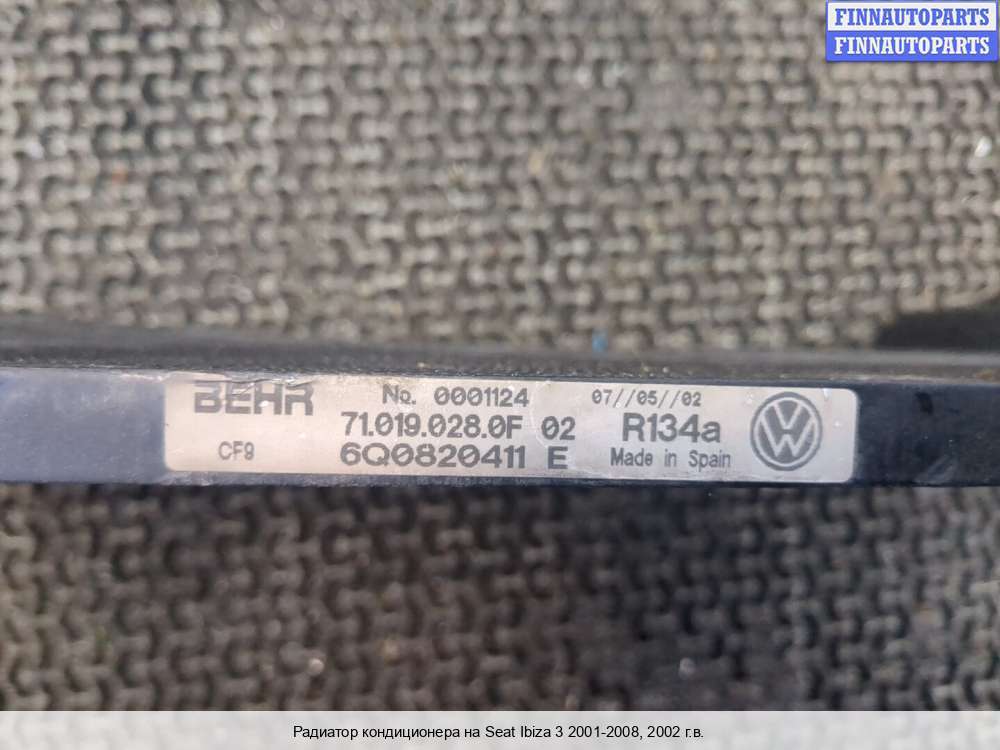 FINNAUTOPARTS
FINNAUTOPARTS
BEHR No. 0001124 07//05//02
71.019.028.0F 02 R134a
CF9 6Q0820411 E Made in Spain
Радиатор кондиционера на Seat Ibiza 3 2001-2008, 2002 г.в.